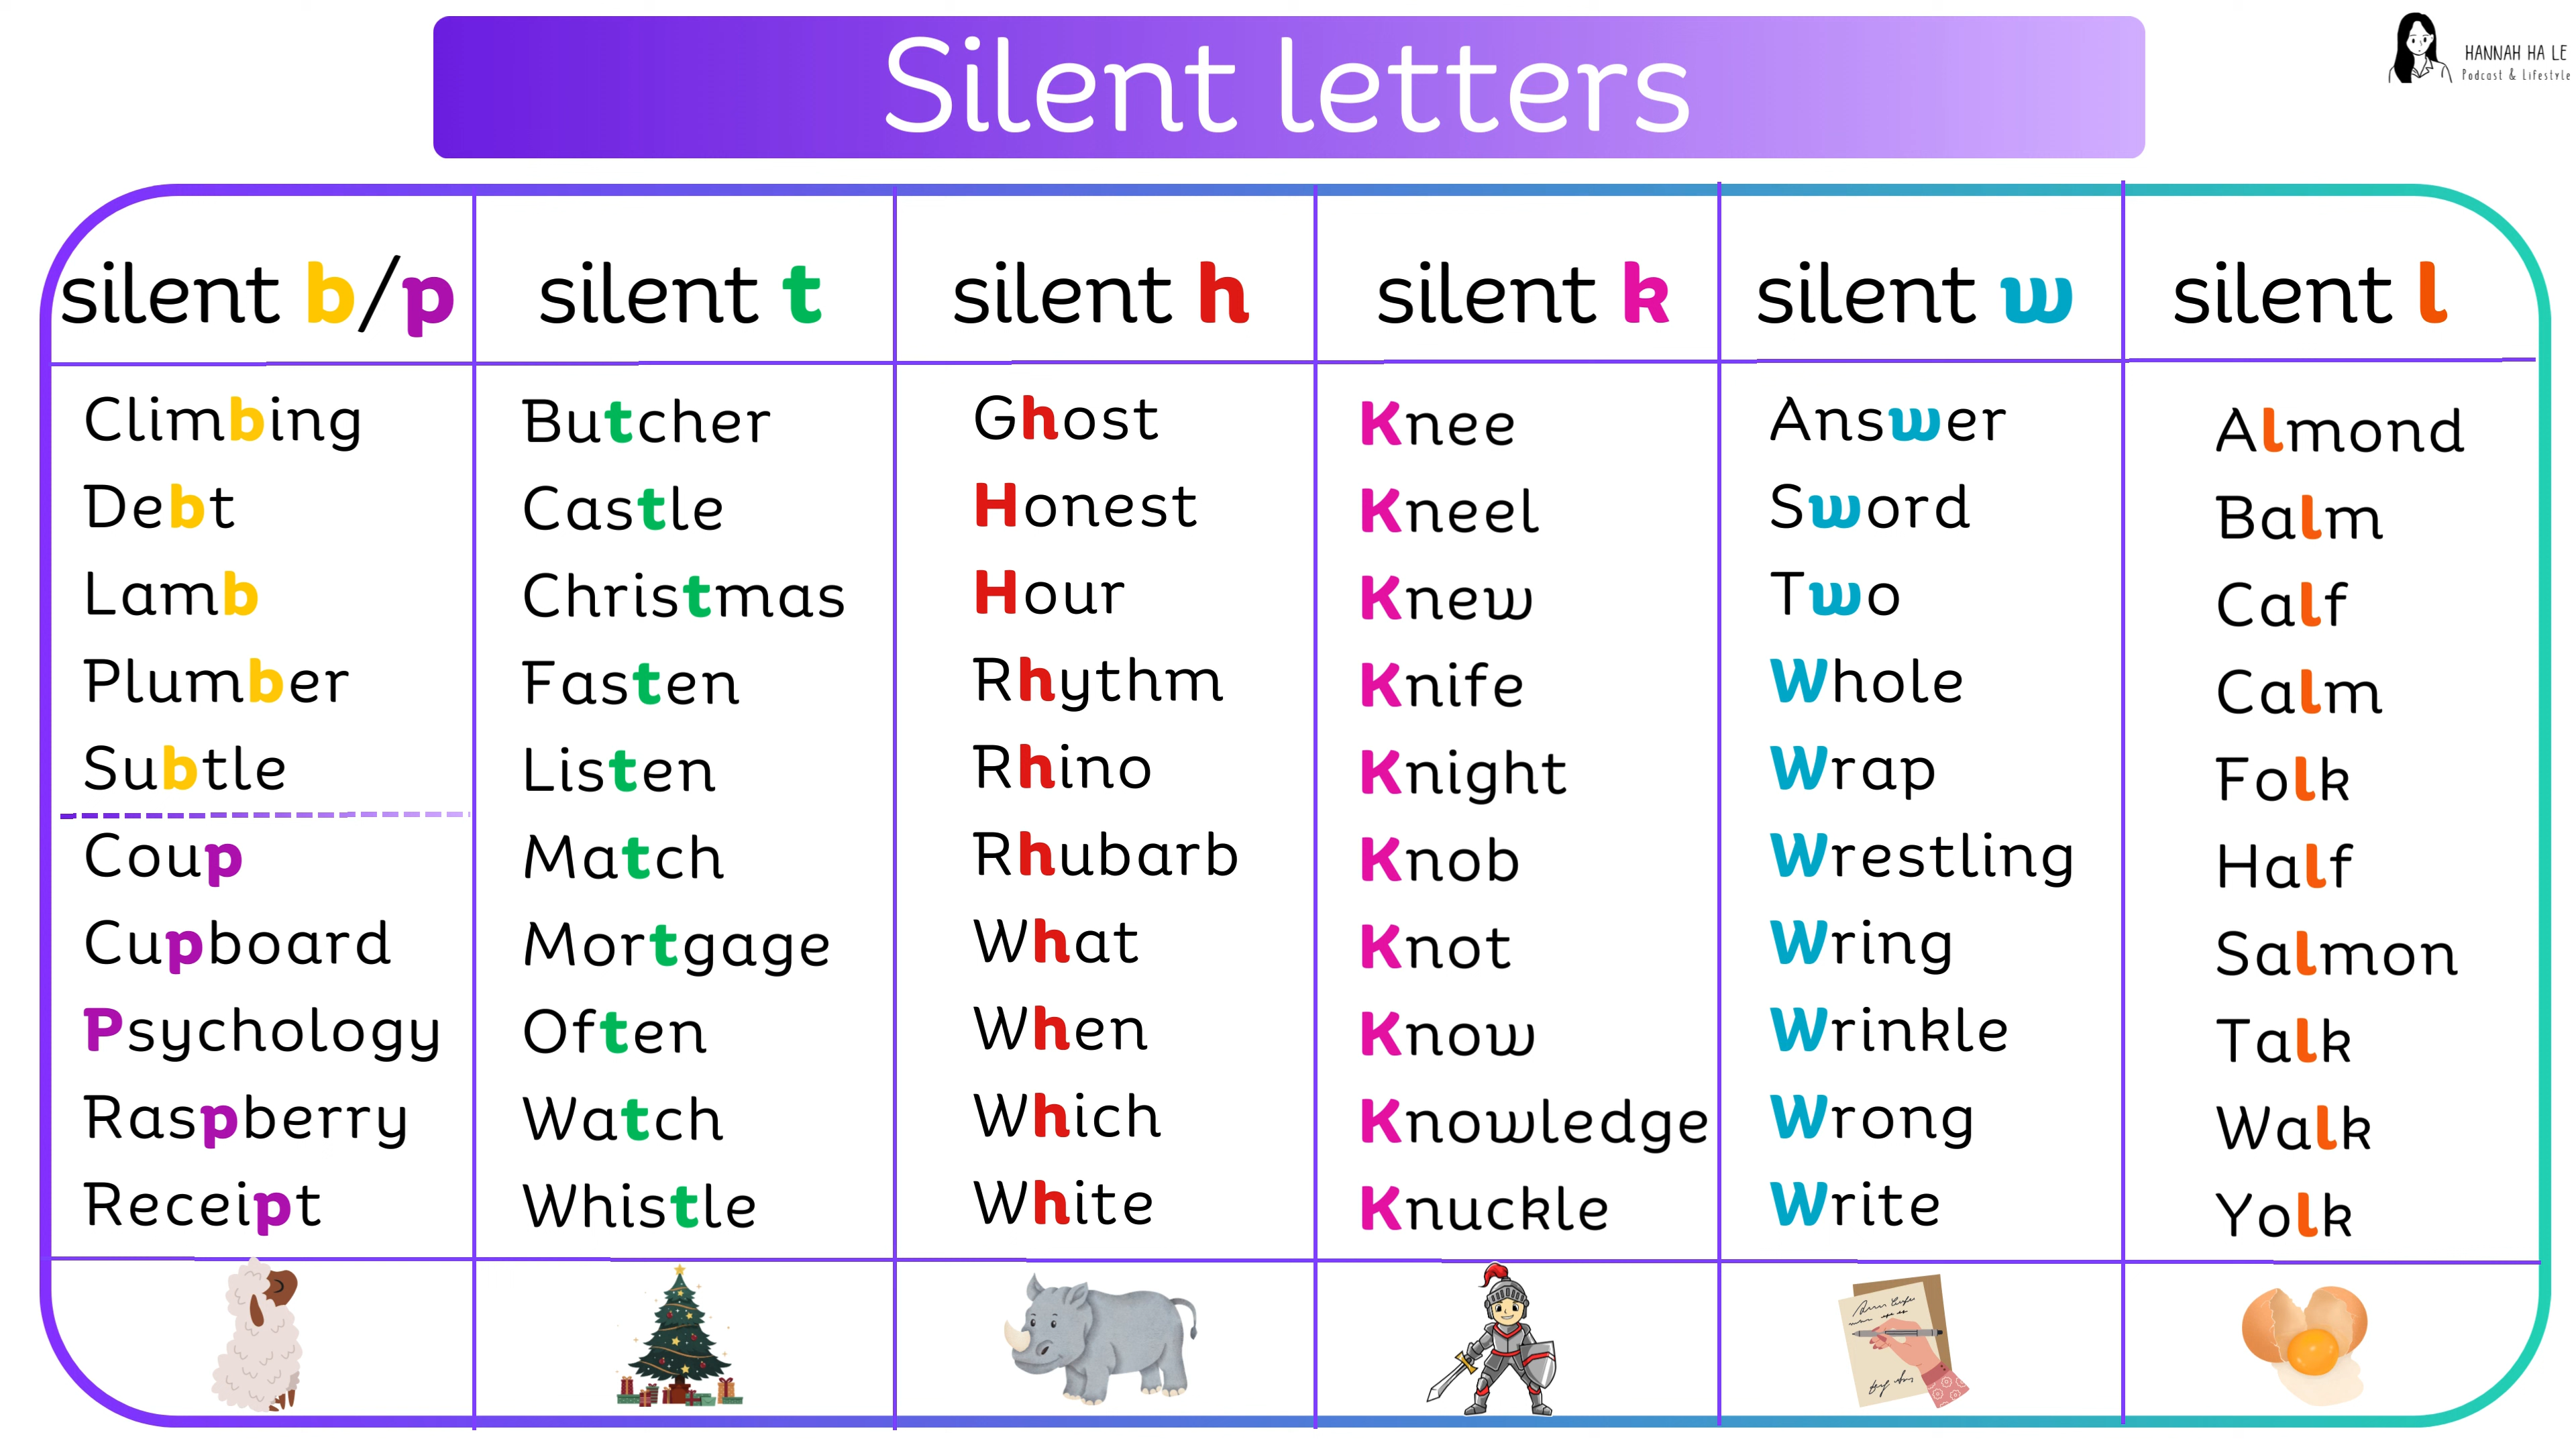 Silent letters
HANNAH HA LE
Podcast & Lifestyle
silent b/p
Climbing
Debt
Lamb
Plumber
Subtle
Coup
Cupboard
Psychology
Raspberry
Receipt
silent t
Butcher
Castle
Christmas
Fasten
Listen
Match
Mortgage
Often
Watch
Whistle
silent h
Ghost
Honest
Hour
Rhythm
Rhino
Rhubarb
What
When
Which
White
silent k
Knee
Kneel
Knew
Knife
Knight
Knob
Knot
Know
Knowledge
Knuckle
silent w
Answer
Sword
Two
Whole
Wrap
Wrestling
Wring
Wrinkle
Wrong
Write
silent l
Almond
Balm
Calf
Calm
Folk
Half
Salmon
Talk
Walk
Yolk